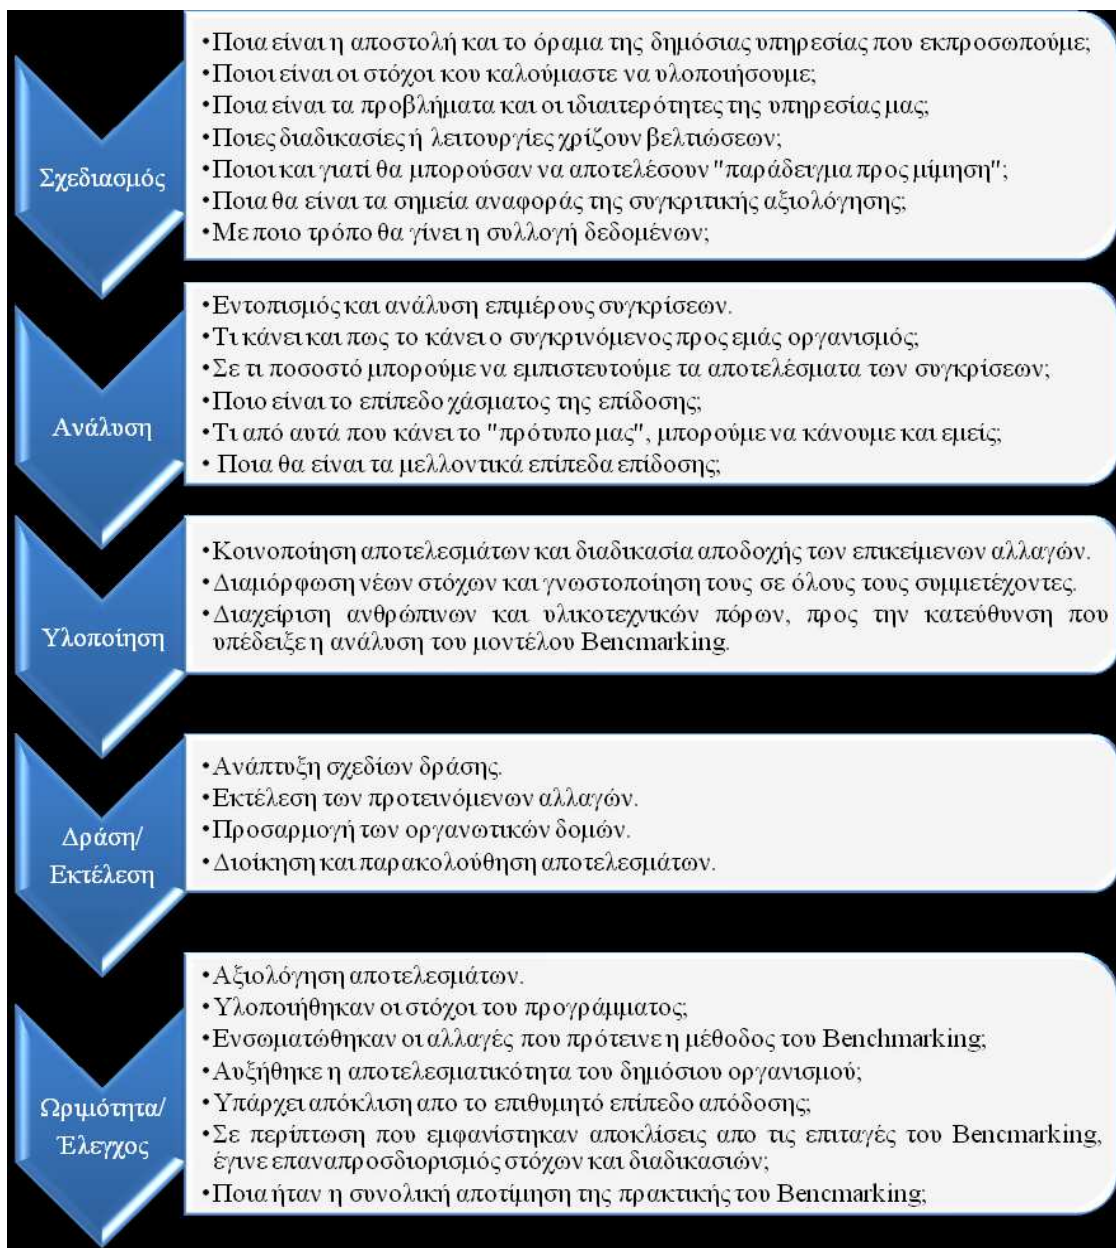 Σχεδιασμός
•Ποια είναι η αποστολή και το όραμα της δημόσιας υπηρεσίας που εκπροσωπούμε;
•Ποιοι είναι οι στόχοι κου καλούμαστε να υλοποιήσουμε;
•Ποια είναι τα προβλήματα και οι ιδιαιτερότητες της υπηρεσίας μας;
•Ποιες διαδικασίες ή λειτουργίες χρίζουν βελτιώσεων;
•Ποιοι και γιατί θα μπορούσαν να αποτελέσουν "παράδειγμα προς μίμηση";
•Ποια θα είναι τα σημεία αναφοράς της συγκριτικής αξιολόγησης;
•Με ποιο τρόπο θα γίνει η συλλογή δεδομένων;
Ανάλυση
•Εντοπισμός και ανάλυση επιμέρους συγκρίσεων.
•Τι κάνει και πως το κάνει ο συγκρινόμενος προς εμάς οργανισμός;
•Σε τι ποσοστό μπορούμε να εμπιστευτούμε τα αποτελέσματα των συγκρίσεων;
•Ποιο είναι το επίπεδο χάσματος της επίδοσης;
•Τι από αυτά που κάνει το "πρότυπο μας", μπορούμε να κάνουμε και εμείς;
• Ποια θα είναι τα μελλοντικά επίπεδα επίδοσης;
Υλοποίηση
•Κοινοποίηση αποτελεσμάτων και διαδικασία αποδοχής των επικείμενων αλλαγών.
•Διαμόρφωση νέων στόχων και γνωστοποίηση τους σε όλους τους συμμετέχοντες.
•Διαχείριση ανθρώπινων και υλικοτεχνικών πόρων, προς την κατεύθυνση που
υπέδειξε η ανάλυση του μοντέλου Bencmarking.
Δράση/
Εκτέλεση
•Ανάπτυξη σχεδίων δράσης.
•Εκτέλεση των προτεινόμενων αλλαγών.
•Προσαρμογή των οργανωτικών δομών.
•Διοίκηση και παρακολούθηση αποτελεσμάτων.
Ωριμότητα/
Έλεγχος
•Αξιολόγηση αποτελεσμάτων.
•Υλοποιήθηκαν οι στόχοι του προγράμματος;
•Ενσωματώθηκαν οι αλλαγές που πρότεινε η μέθοδος του Benchmarking;
•Αυξήθηκε η αποτελεσματικότητα του δημόσιου οργανισμού;
•Υπάρχει απόκλιση απο το επιθυμητό επίπεδο απόδοσης;
•Σε περίπτωση που εμφανίστηκαν αποκλίσεις απο τις επιταγές του Bencmarking,
έγινε επαναπροσδιορισμός στόχων και διαδικασιών;
•Ποια ήταν η συνολική αποτίμηση της πρακτικής του Bencmarking;